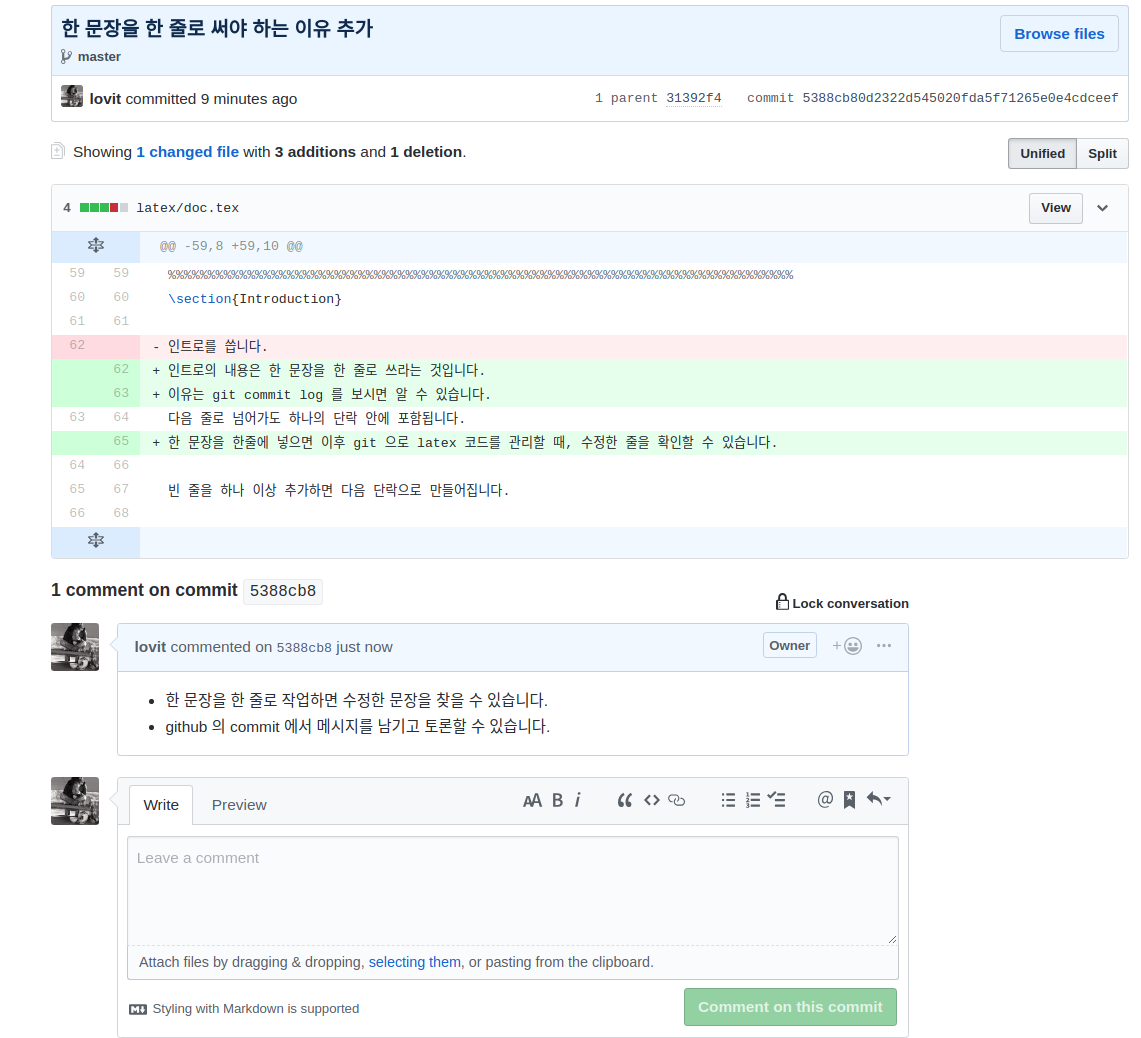 한 문장을 한 줄로 써야 하는 이유 추가
Browse files
master
lovit committed 9 minutes ago
1 parent 31392f4 commit 5388cb80d2322d545020fda5f71265e0e4cdceef
Showing 1 changed file with 3 additions and 1 deletion.
Unified Split
4 latex/doc.tex
View
@@ -59,8 +59,10 @@
59 59 %%%%%%%%%%%%%%%%%%%%%%%%%%%%%%%%%%%%%%%%%%%%%%%%%%%%%%%%%%%%%%%%%%%%%%%%%%%%%%%%%
60 60 \section{Introduction}
61 61
62 - 인트로를 씁니다.
62 + 인트로의 내용은 한 문장을 한 줄로 쓰라는 것입니다.
63 + 이유는 git commit log 를 보시면 알 수 있습니다.
63 64 다음 줄로 넘어가도 하나의 단락 안에 포함됩니다.
65 + 한 문장을 한줄에 넣으면 이후 git 으로 latex 코드를 관리할 때, 수정한 줄을 확인할 수 있습니다.
64 66
65 67 빈 줄을 하나 이상 추가하면 다음 단락으로 만들어집니다.
66 68
1 comment on commit 5388cb8
Lock conversation
lovit commented on 5388cb8 just now
Owner
• 한 문장을 한 줄로 작업하면 수정한 문장을 찾을 수 있습니다.
• github 의 commit 에서 메시지를 남기고 토론할 수 있습니다.
Write Preview
Leave a comment
Attach files by dragging & dropping, selecting them, or pasting from the clipboard.
Styling with Markdown is supported
Comment on this commit